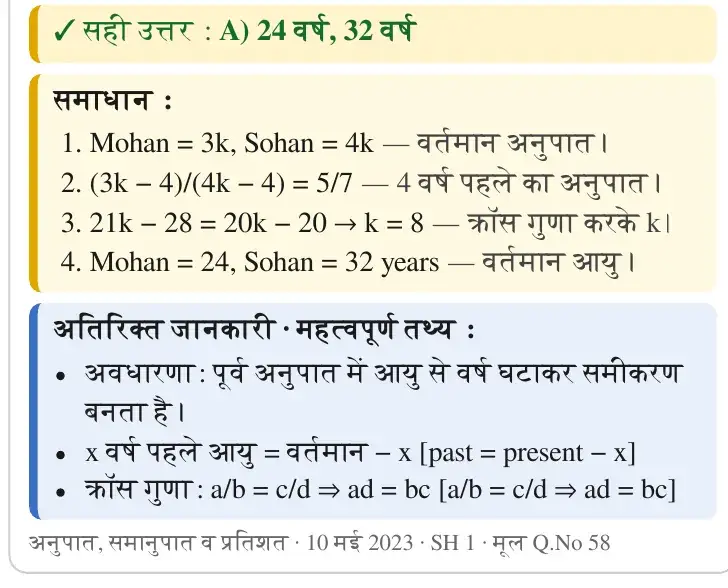 ✓ सही उत्तर : A) 24 वर्ष, 32 वर्ष
समाधान :
1. Mohan = 3k, Sohan = 4k — वर्तमान अनुपात।
2. (3k − 4)/(4k − 4) = 5/7 — 4 वर्ष पहले का अनुपात।
3. 21k − 28 = 20k − 20 → k = 8 — क्रॉस गुणा करके k।
4. Mohan = 24, Sohan = 32 years — वर्तमान आयु।
अतिरिक्त जानकारी · महत्वपूर्ण तथ्य :
• अवधारणा : पूर्व अनुपात में आयु से वर्ष घटाकर समीकरण
बनता है।
• x वर्ष पहले आयु = वर्तमान − x [past = present − x]
• क्रॉस गुणा : a/b = c/d ⇒ ad = bc [a/b = c/d ⇒ ad = bc]
अनुपात, समानुपात व प्रतिशत · 10 मई 2023 · SH 1 · मूल Q.No 58